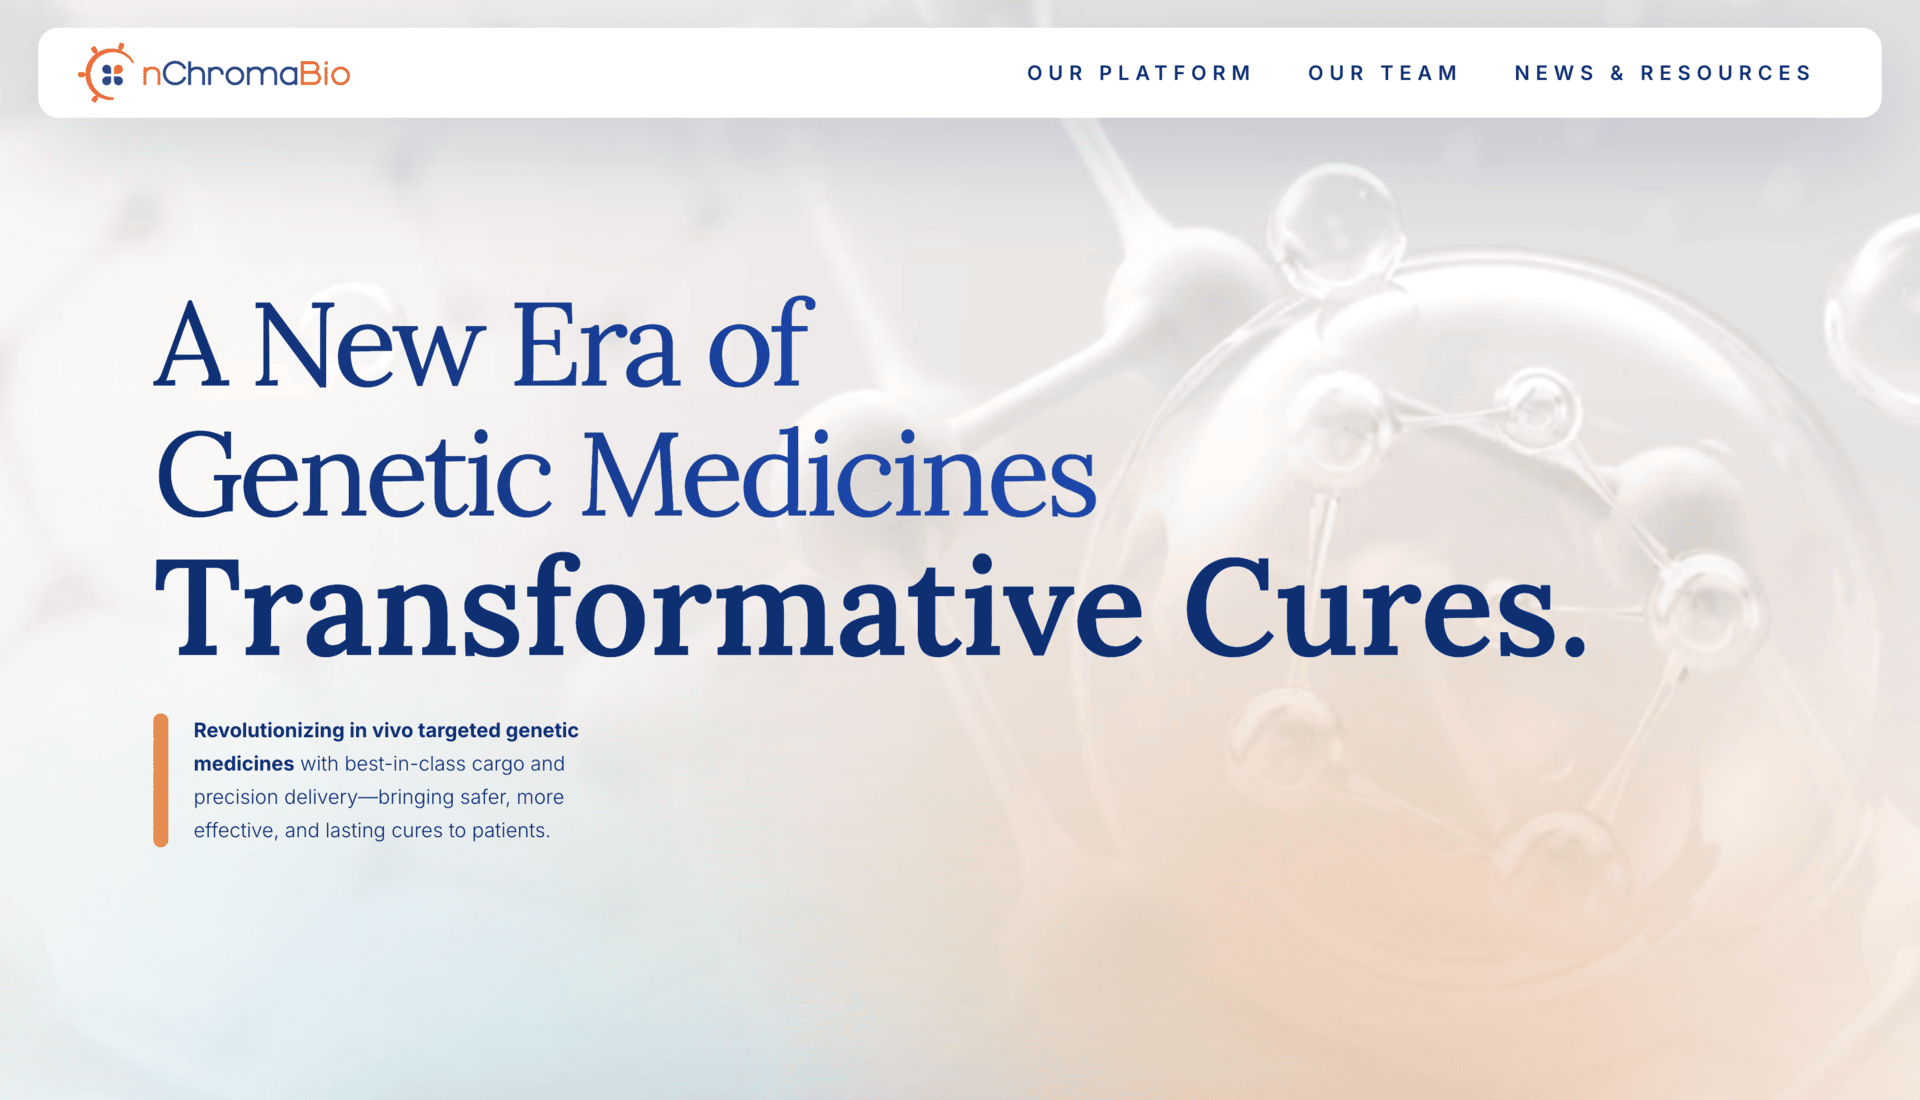 nChromaBio
OUR PLATFORM
OUR TEAM
NEWS & RESOURCES
A New Era of
Genetic Medicines
Transformative Cures.
Revolutionizing in vivo targeted genetic
medicines with best-in-class cargo and
precision delivery—bringing safer, more
effective, and lasting cures to patients.